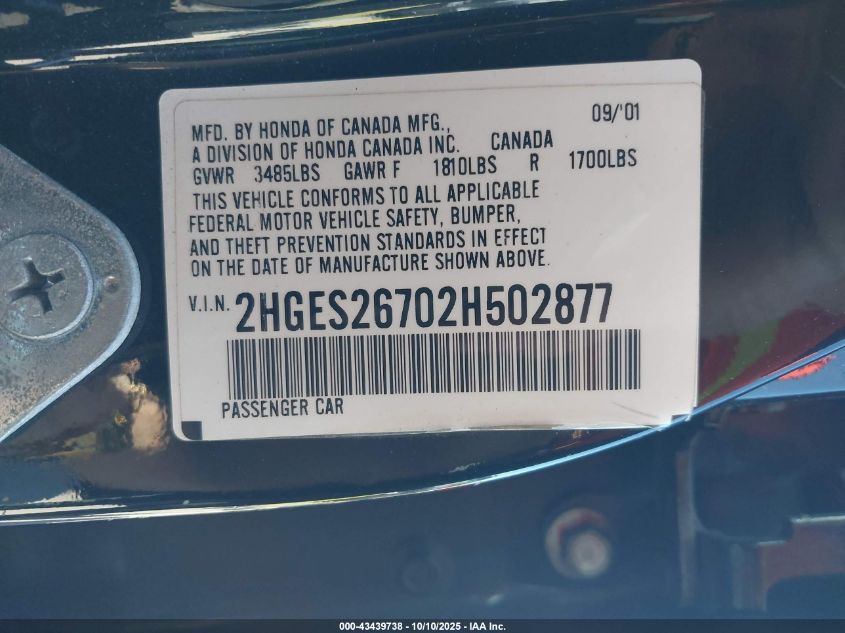 09/'01
MFD. BY HONDA OF CANADA MFG.,
A DIVISION OF HONDA CANADA INC. CANADA
GVWR 3485LBS GAWR F 1810LBS R 1700LBS
THIS VEHICLE CONFORMS TO ALL APPLICABLE
FEDERAL MOTOR VEHICLE SAFETY, BUMPER,
AND THEFT PREVENTION STANDARDS IN EFFECT
ON THE DATE OF MANUFACTURE SHOWN ABOVE.
V.I.N. 2HGES26702H502877
PASSENGER CAR
000-43439738 - 10/10/2025 - IAA Inc.